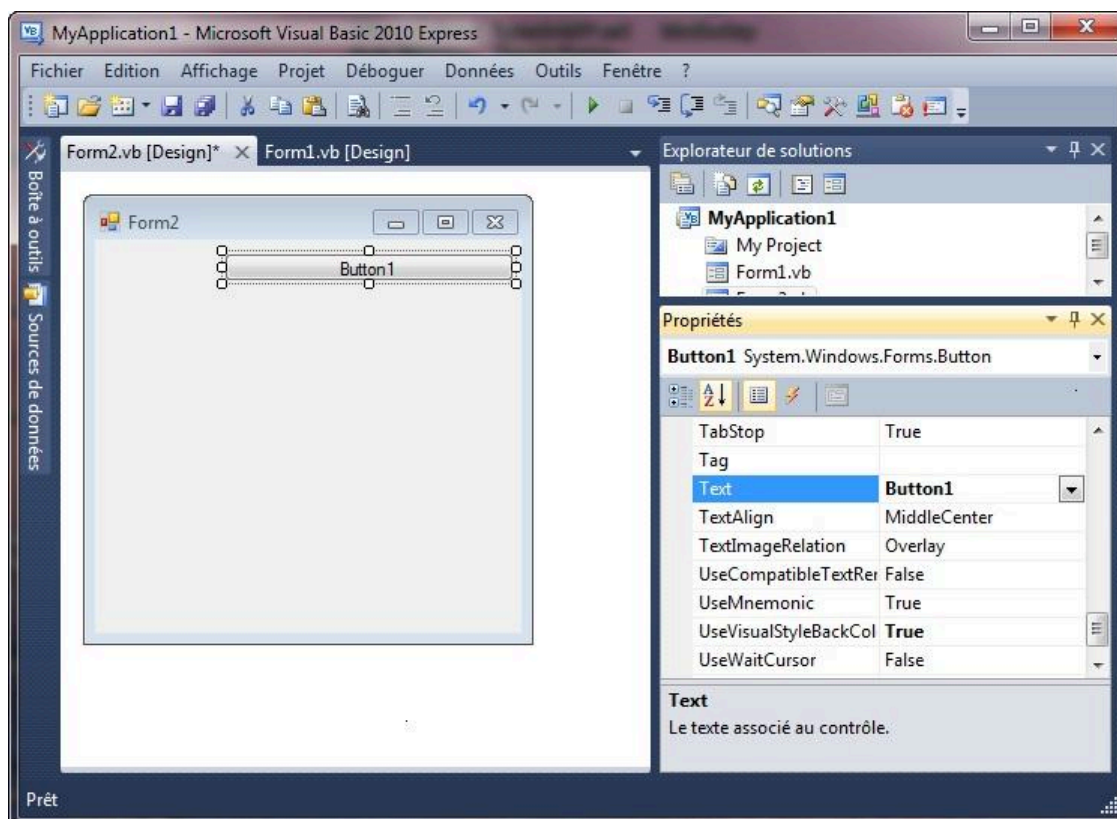 MyApplication1 - Microsoft Visual Basic 2010 Express
Fichier Edition Affichage Projet Déboguer Données Outils Fenêtre ?
Boîte à outils
Sources de données
Form2.vb [Design]* Form1.vb [Design]
Form2
Button1
Explorateur de solutions
MyApplication1
My Project
Form1.vb
Propriétés
Button1 System.Windows.Forms.Button
TabStop True
Tag
Text Button1
TextAlign MiddleCenter
TextImageRelation Overlay
UseCompatibleTextRer False
UseMnemonic True
UseVisualStyleBackCol True
UseWaitCursor False
Text
Le texte associé au contrôle.
Prêt